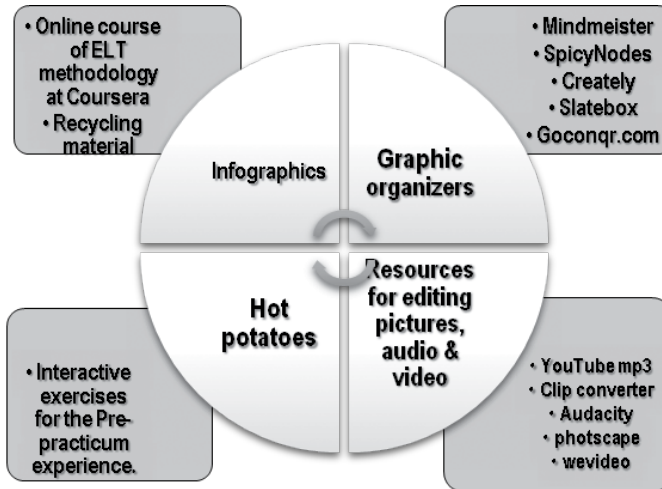 • Online course
of ELT
methodology
at Coursera
• Recycling
material
• Mindmeister
• SpicyNodes
• Creately
• Slatebox
• Goconqr.com
Infographics
Graphic
organizers
Hot
potatoes
Resources
for editing
pictures,
audio &
video
• Interactive
exercises
for the Pre-
practicum
experience.
• YouTube mp3
• Clip converter
• Audacity
• photscape
• wevideo